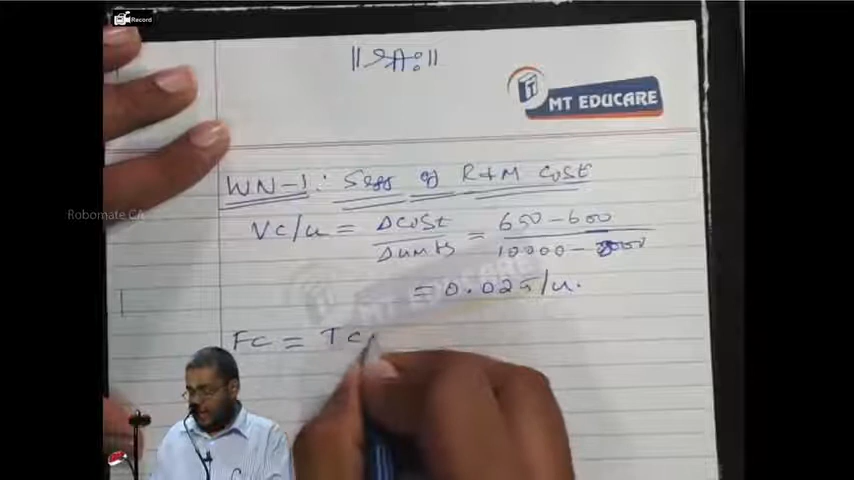 Record
॥ श्रीः ॥
MT EDUCARE
WN-1: Segg of R&M Cost
Robomate CA
VC/u = ΔCost / Δunits = 650-600 / 10000 - 8000
= 0.025/u.
FC = TC